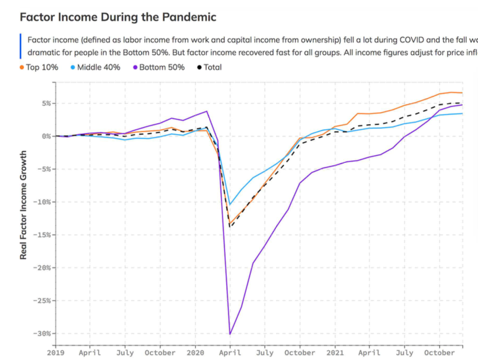 Factor Income During the Pandemic
Factor income (defined as labor income from work and capital income from ownership) fell a lot during COVID and the fall
dramatic for people in the Bottom 50%. But factor income recovered fast for all groups. All income figures adjust for price
Top 10% Middle 40% Bottom 50% Total
Real Factor Income Growth
5%
0%
-5%
-10%
-15%
-20%
-25%
-30%
2019 April July October 2020 April July October 2021 April July October